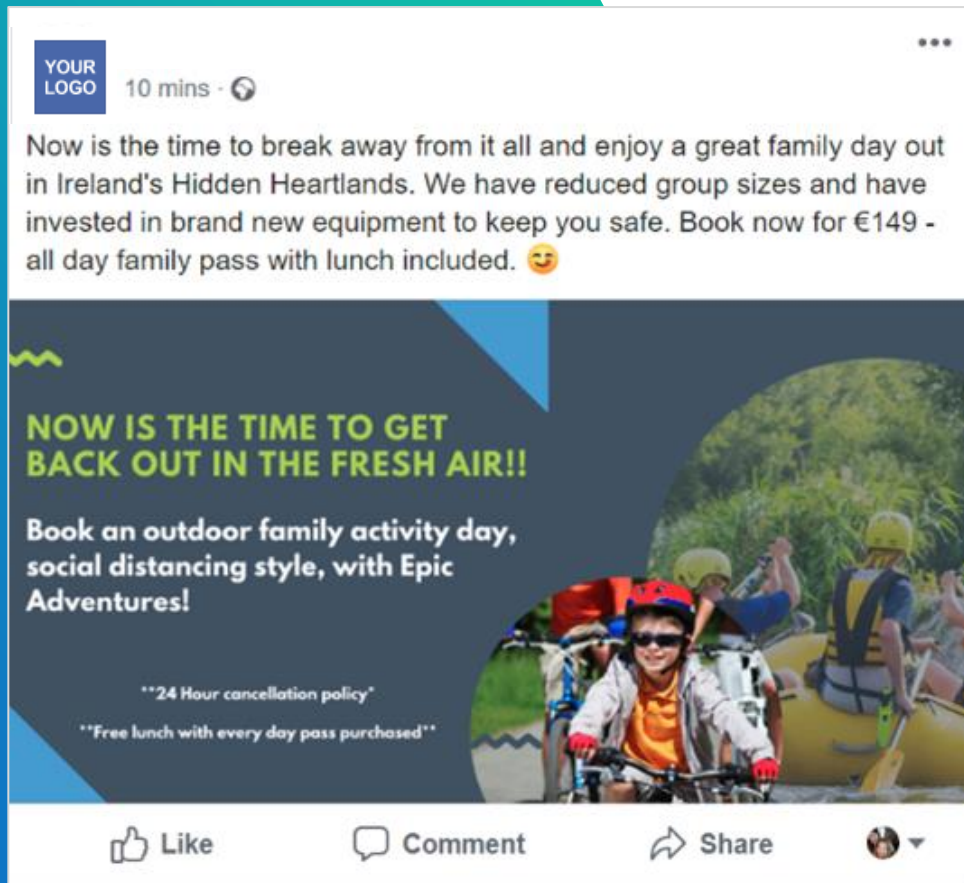 YOUR
LOGO
10 mins ·
Now is the time to break away from it all and enjoy a great family day out
in Ireland's Hidden Heartlands. We have reduced group sizes and have
invested in brand new equipment to keep you safe. Book now for €149 -
all day family pass with lunch included. 😊
NOW IS THE TIME TO GET
BACK OUT IN THE FRESH AIR!!
Book an outdoor family activity day,
social distancing style, with Epic
Adventures!
**24 Hour cancellation policy*
**Free lunch with every day pass purchased**
Like
Comment
Share